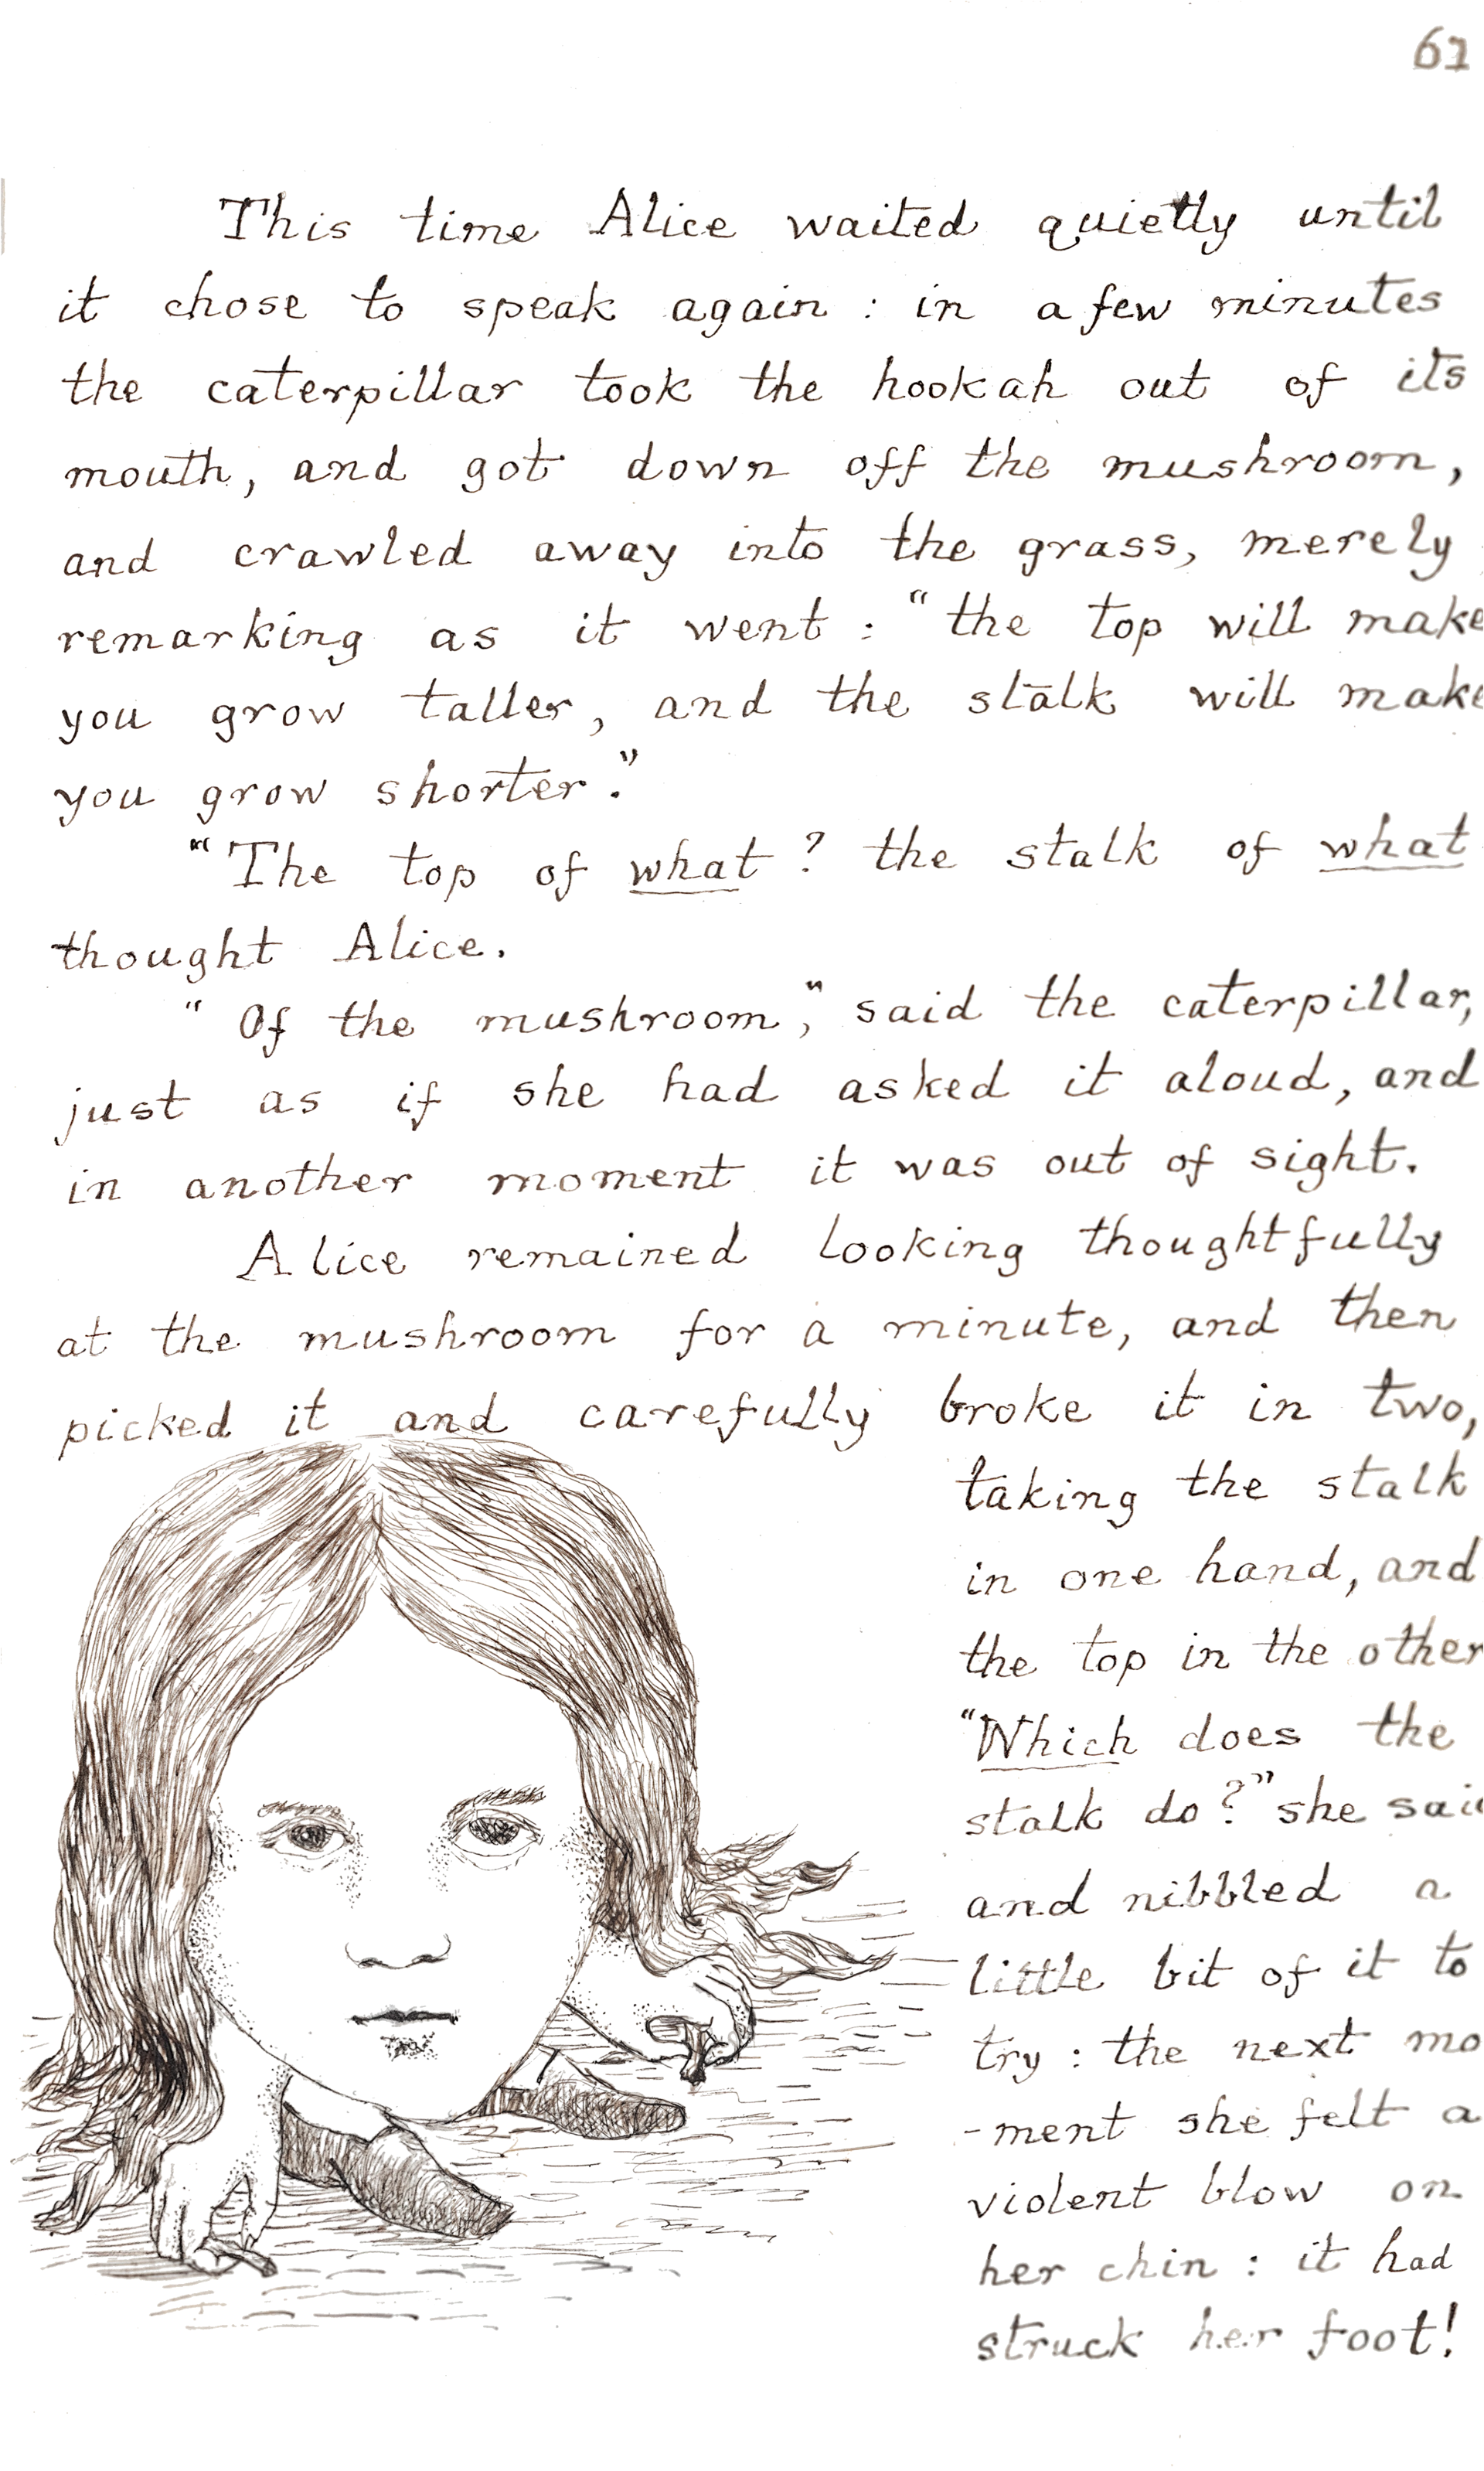 61
This time Alice waited quietly until
it chose to speak again : in a few minutes
the caterpillar took the hookah out of its
mouth, and got down off the mushroom,
and crawled away into the grass, merely
remarking as it went : "the top will make
you grow taller, and the stalk will make
you grow shorter."
"The top of what ? the stalk of what
thought Alice.
"Of the mushroom," said the caterpillar,
just as if she had asked it aloud, and
in another moment it was out of sight.
Alice remained looking thoughtfully
at the mushroom for a minute, and then
picked it and carefully broke it in two,
taking the stalk
in one hand, and
the top in the other
"Which does the
stalk do?" she said
and nibbled a
little bit of it to
try : the next mo
-ment she felt a
violent blow on
her chin : it had
struck her foot!